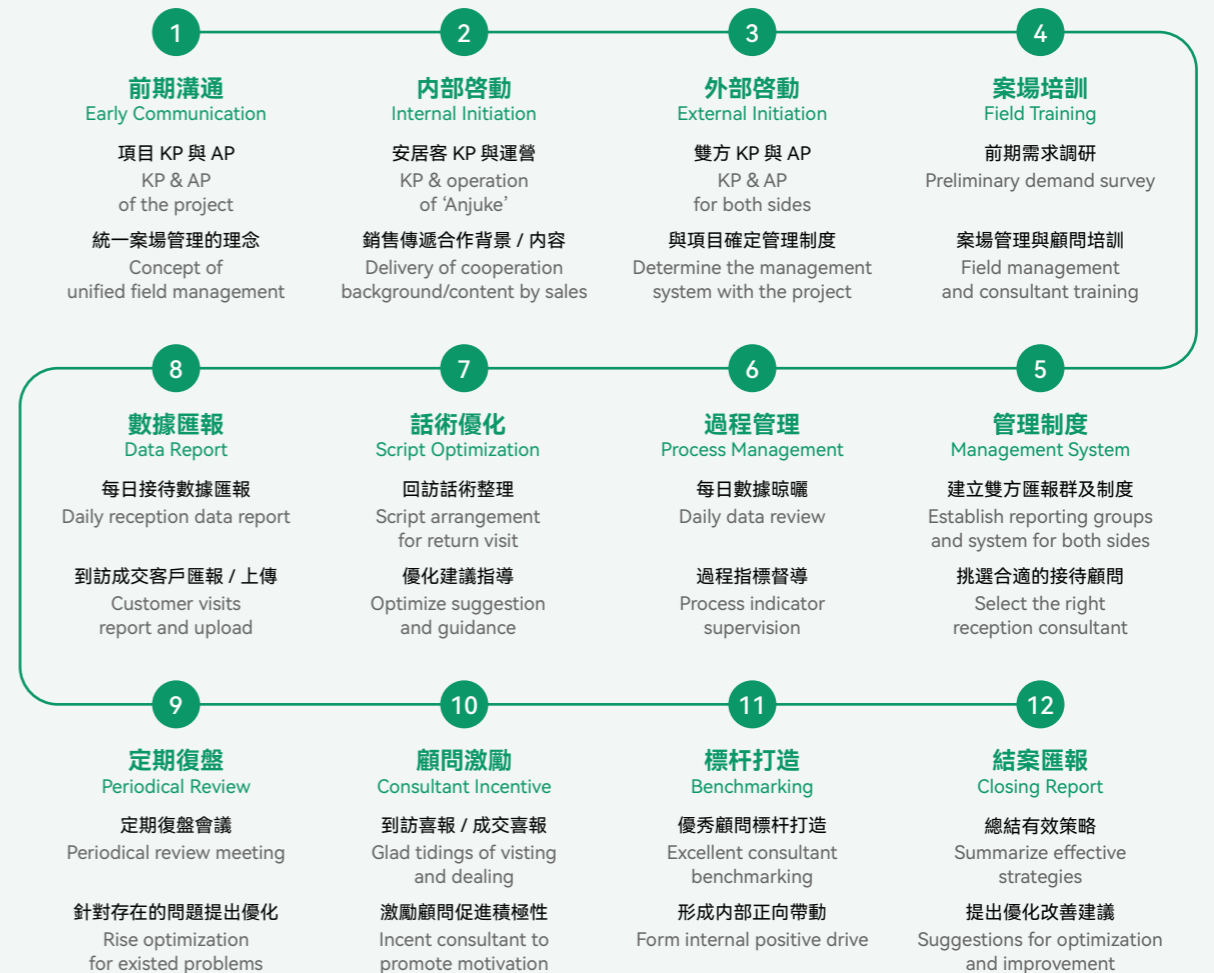 1
前期溝通
Early Communication
項目 KP 與 AP
KP & AP
of the project
統一案場管理的理念
Concept of
unified field management
2
內部啓動
Internal Initiation
安居客 KP 與運營
KP & operation
of ‘Anjuke’
銷售傳遞合作背景 / 內容
Delivery of cooperation
background/content by sales
3
外部啓動
External Initiation
雙方 KP 與 AP
KP & AP
for both sides
與項目確定管理制度
Determine the management
system with the project
4
案場培訓
Field Training
前期需求調研
Preliminary demand survey
案場管理與顧問培訓
Field management
and consultant training
5
管理制度
Management System
建立雙方匯報群及制度
Establish reporting groups
and system for both sides
挑選合適的接待顧問
Select the right
reception consultant
6
過程管理
Process Management
每日數據晾曬
Daily data review
過程指標督導
Process indicator
supervision
7
話術優化
Script Optimization
回訪話術整理
Script arrangement
for return visit
優化建議指導
Optimize suggestion
and guidance
8
數據匯報
Data Report
每日接待數據匯報
Daily reception data report
到訪成交客戶匯報 / 上傳
Customer visits
report and upload
9
定期復盤
Periodical Review
定期復盤會議
Periodical review meeting
針對存在的問題提出優化
Rise optimization
for existed problems
10
顧問激勵
Consultant Incentive
到訪喜報 / 成交喜報
Glad tidings of visting
and dealing
激勵顧問促進積極性
Incent consultant to
promote motivation
11
標杆打造
Benchmarking
優秀顧問標杆打造
Excellent consultant
benchmarking
形成內部正向帶動
Form internal positive drive
12
結案匯報
Closing Report
總結有效策略
Summarize effective
strategies
提出優化改善建議
Suggestions for optimization
and improvement